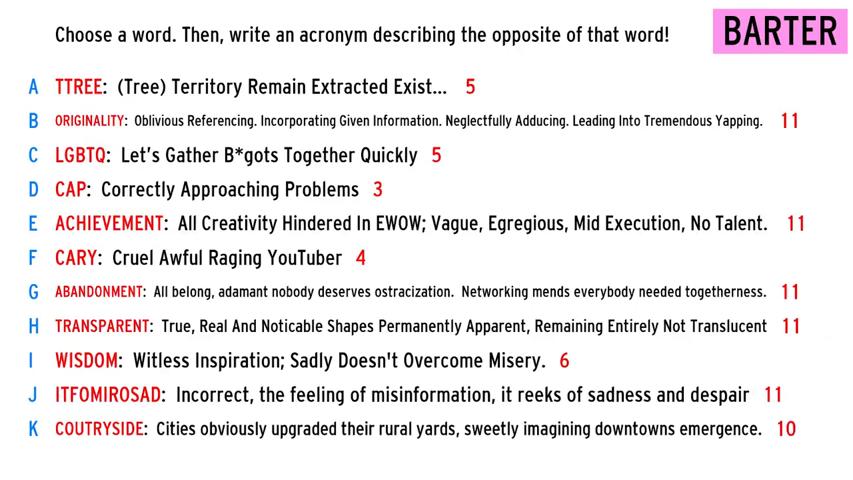 Choose a word. Then, write an acronym describing the opposite of that word!
BARTER
A TTREE: (Tree) Territory Remain Extracted Exist... 5
B ORIGINALITY: Oblivious Referencing. Incorporating Given Information. Neglectfully Adducing. Leading Into Tremendous Yapping. 11
C LGBTQ: Let's Gather B*gots Together Quickly 5
D CAP: Correctly Approaching Problems 3
E ACHIEVEMENT: All Creativity Hindered In EWOW; Vague, Egregious, Mid Execution, No Talent. 11
F CARY: Cruel Awful Raging YouTuber 4
G ABANDONMENT: All belong, adamant nobody deserves ostracization. Networking mends everybody needed togetherness. 11
H TRANSPARENT: True, Real And Noticable Shapes Permanently Apparent, Remaining Entirely Not Translucent 11
I WISDOM: Witless Inspiration; Sadly Doesn't Overcome Misery. 6
J ITFOMIROSAD: Incorrect, the feeling of misinformation, it reeks of sadness and despair 11
K COUTRYSIDE: Cities obviously upgraded their rural yards, sweetly imagining downtowns emergence. 10